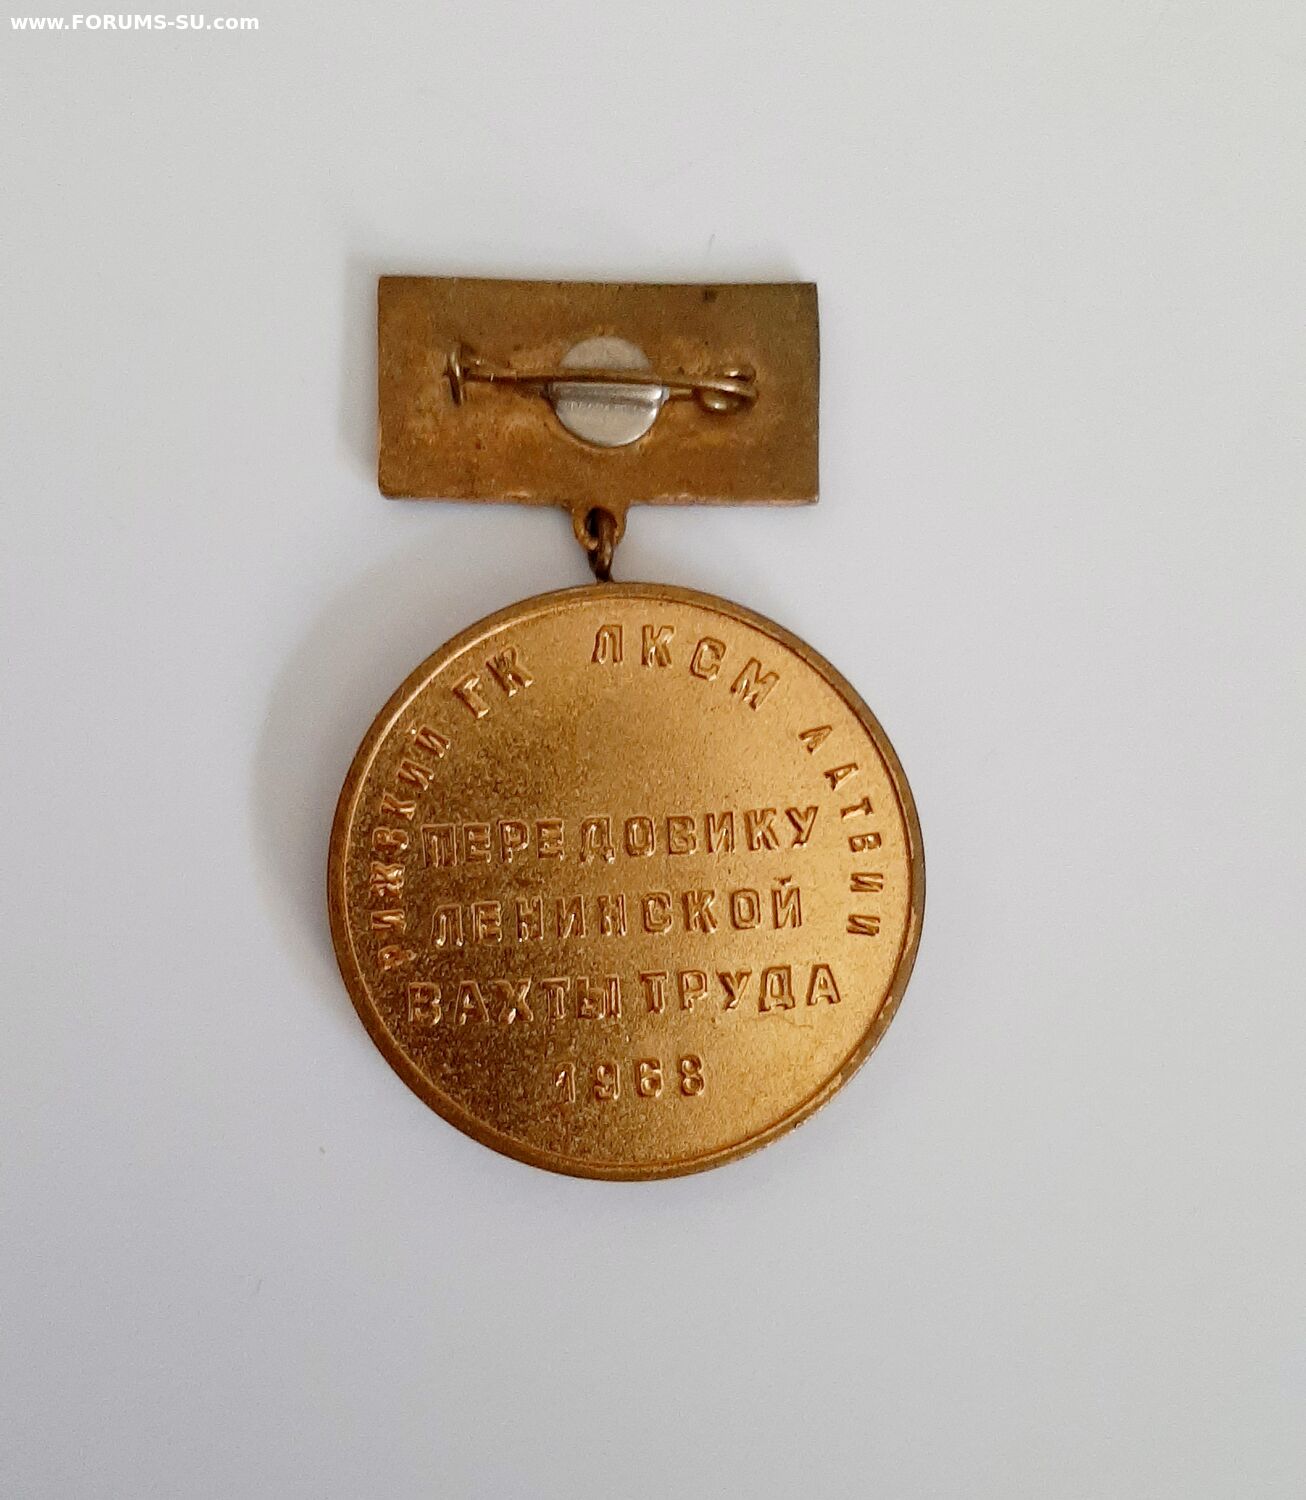 www.FORUMS-SU.com
РИЖСКИЙ ГК ЛКСМ ЛАТВИИ
ПЕРЕДОВИКУ
ЛЕНИНСКОЙ
ВАХТЫ ТРУДА
1968